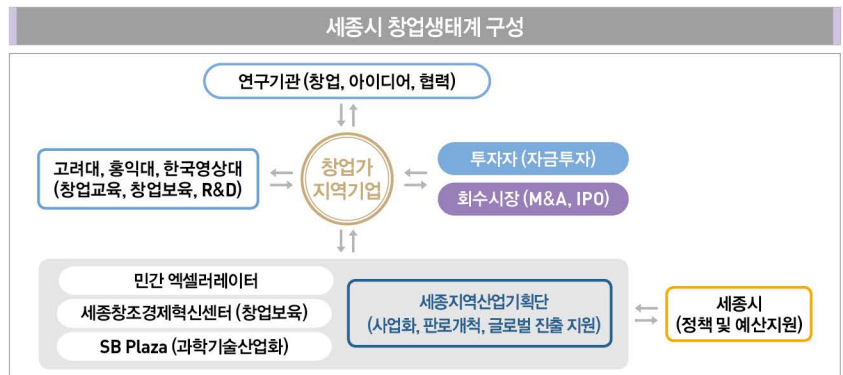 세종시 창업생태계 구성
연구기관 (창업, 아이디어, 협력)
고려대, 홍익대, 한국영상대
(창업교육, 창업보육, R&D)
창업가
지역기업
투자자 (자금투자)
회수시장 (M&A, IPO)
민간 엑셀러레이터
세종창조경제혁신센터 (창업보육)
SB Plaza (과학기술산업화)
세종지역산업기획단
(사업화, 판로개척, 글로벌 진출 지원)
세종시
(정책 및 예산지원)